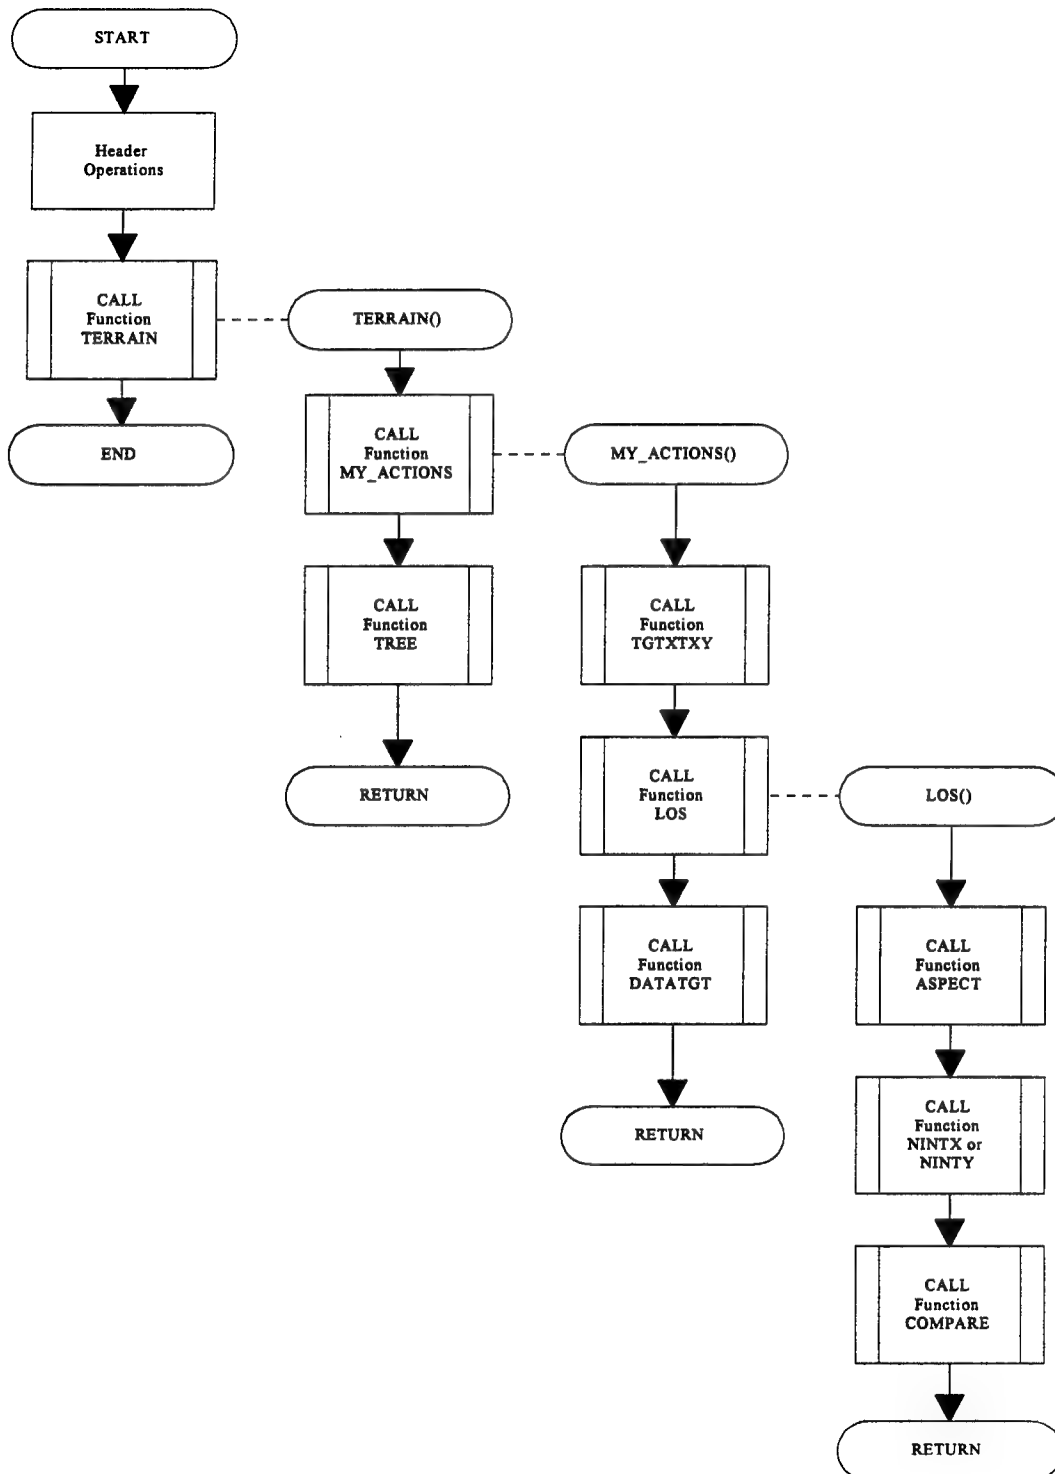 START
Header
Operations
CALL
Function
TERRAIN
END
TERRAIN()
CALL
Function
MY_ACTIONS
CALL
Function
TREE
RETURN
MY_ACTIONS()
CALL
Function
TGTXTXY
CALL
Function
LOS
CALL
Function
DATATGT
RETURN
LOS()
CALL
Function
ASPECT
CALL
Function
NINTX or
NINTY
CALL
Function
COMPARE
RETURN